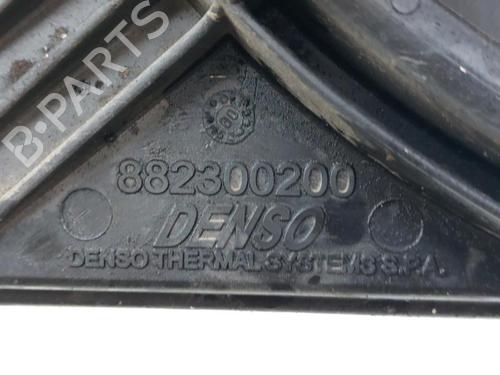 B-PARTS
882300200
DENSO
DENSO THERMAL SYSTEMS S.P.A.